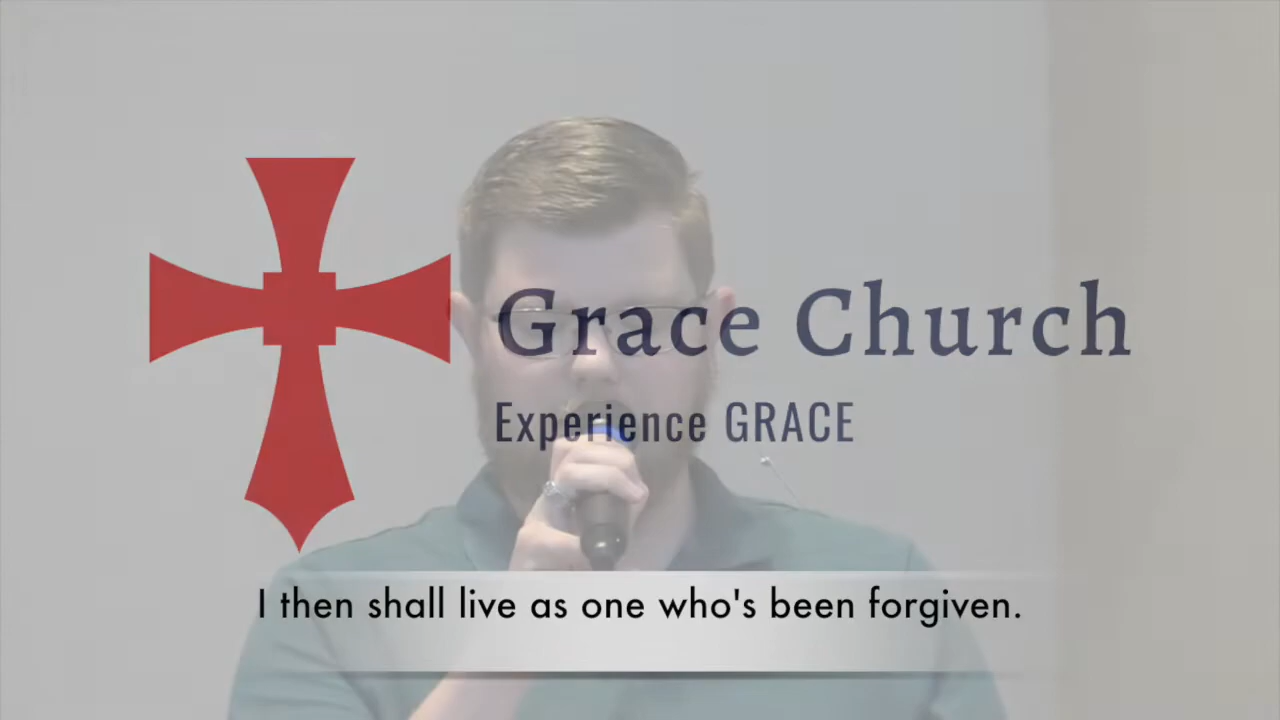 Grace Church
Experience GRACE
I then shall live as one who's been forgiven.